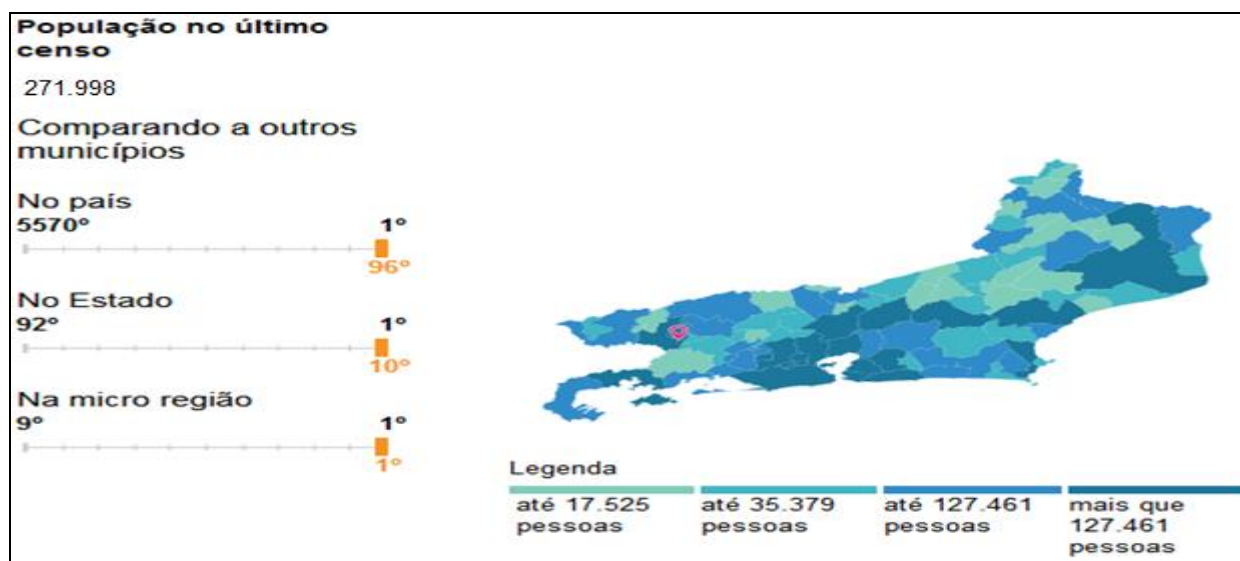 População no último
censo
271.998
Comparando a outros
municípios
No país
5570º 1º
96º
No Estado
92º 1º
10º
Na micro região
9º 1º
1º
Legenda
até 17.525
pessoas
até 35.379
pessoas
até 127.461
pessoas
mais que
127.461
pessoas